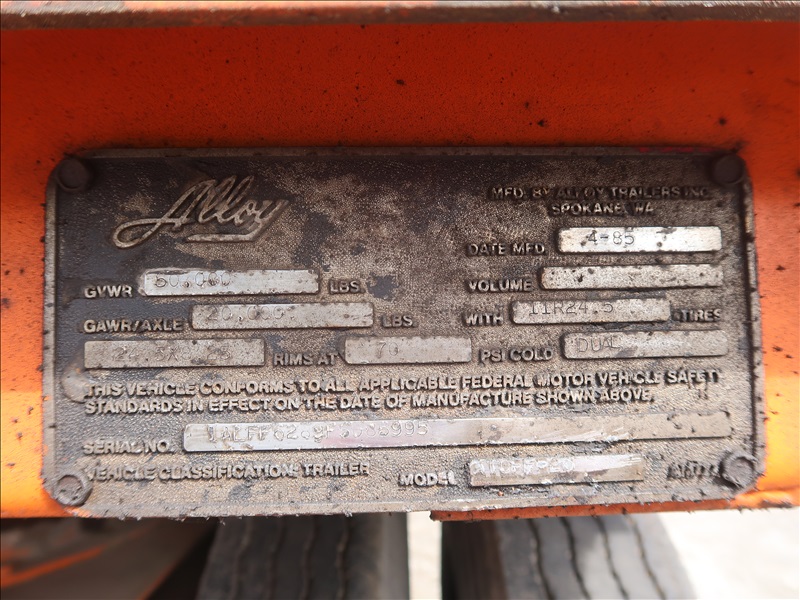 Alloy
MFD. BY ALLOY TRAILERS INC.
SPOKANE, WA
DATE MFD. 4-85
GVWR LBS. VOLUME
GAWR/AXLE LBS. WITH 11R24.5 TIRES
RIMS AT PSI COLD DUAL
THIS VEHICLE CONFORMS TO ALL APPLICABLE FEDERAL MOTOR VEHICLE SAFETY
STANDARDS IN EFFECT ON THE DATE OF MANUFACTURE SHOWN ABOVE.
SERIAL NO.
VEHICLE CLASSIFICATION: TRAILER MODEL